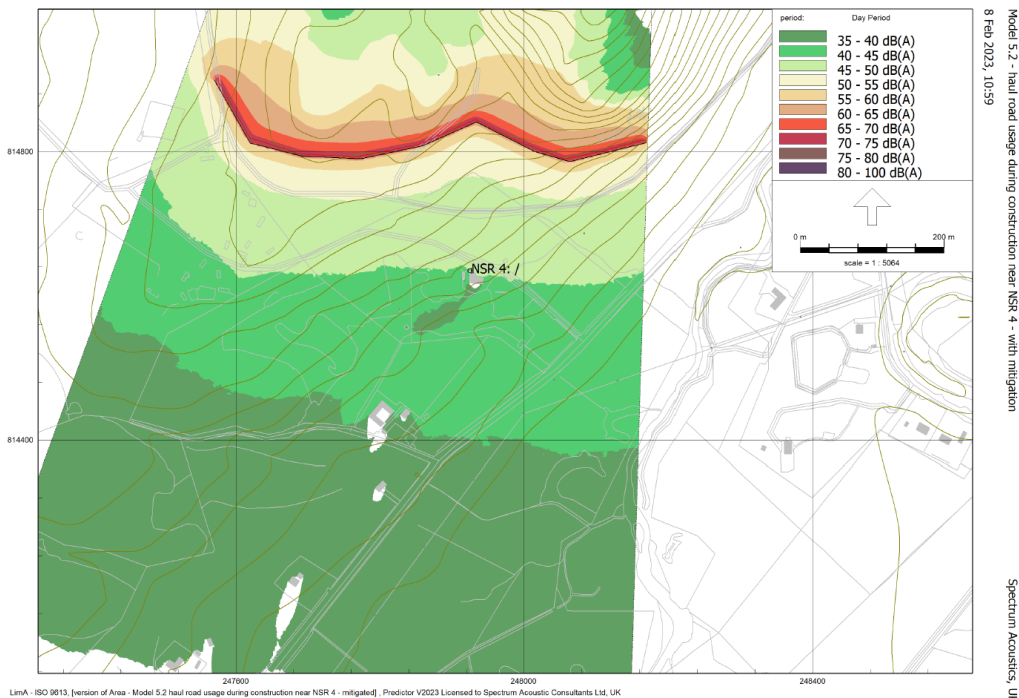 period: Day Period
35 - 40 dB(A)
40 - 45 dB(A)
45 - 50 dB(A)
50 - 55 dB(A)
55 - 60 dB(A)
60 - 65 dB(A)
65 - 70 dB(A)
70 - 75 dB(A)
75 - 80 dB(A)
80 - 100 dB(A)
0 m 200 m
scale = 1 : 5064
Model 5.2 - haul road usage during construction near NSR 4 - with mitigation
8 Feb 2023, 10:59
Spectrum Acoustics,
814800
NSR 4: /
814400
247600 248000 248400
LimA - ISO 9613, [version of Area - Model 5.2 haul road usage during construction near NSR 4 - mitigated] , Predictor V2023 Licensed to Spectrum Acoustic Consultants Ltd, UK